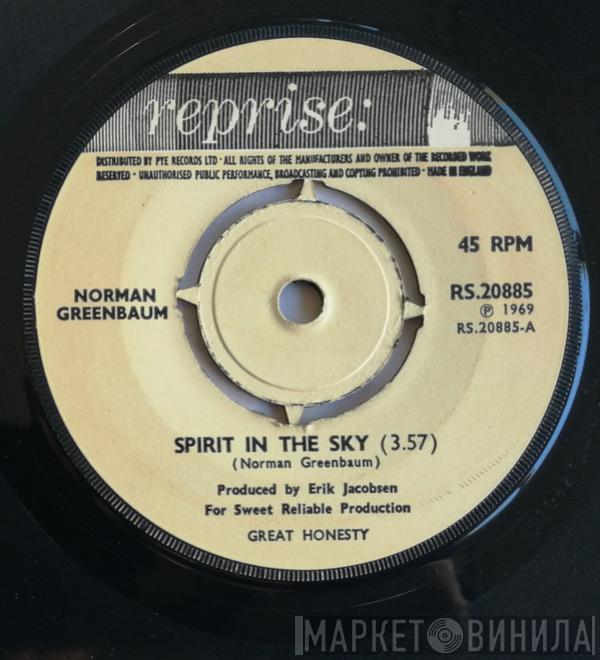 reprise:
DISTRIBUTED BY PYE RECORDS LTD · ALL RIGHTS OF THE MANUFACTURERS AND OWNER OF THE RECORDED WORK
RESERVED · UNAUTHORISED PUBLIC PERFORMANCE, BROADCASTING AND COPYING PROHIBITED · MADE IN ENGLAND
45 RPM
NORMAN
GREENBAUM
RS.20885
Ⓟ 1969
RS.20885-A
SPIRIT IN THE SKY (3.57)
(Norman Greenbaum)
Produced by Erik Jacobsen
For Sweet Reliable Production
GREAT HONESTY
МАРКЕТ ВИНИЛА